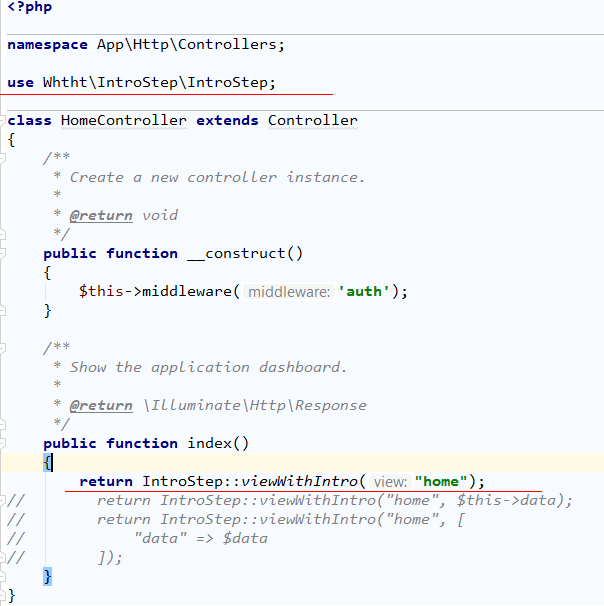 <?php
namespace App\Http\Controllers;
use Whtht\IntroStep\IntroStep;
class HomeController extends Controller
{
    /**
     * Create a new controller instance.
     *
     * @return void
     */
    public function __construct()
    {
        $this->middleware( middleware: 'auth');
    }
    /**
     * Show the application dashboard.
     *
     * @return \Illuminate\Http\Response
     */
    public function index()
    {
        return IntroStep::viewWithIntro( view: "home");
//        return IntroStep::viewWithIntro("home", $this->data);
//        return IntroStep::viewWithIntro("home", [
//            "data" => $data
//        ]);
    }
}